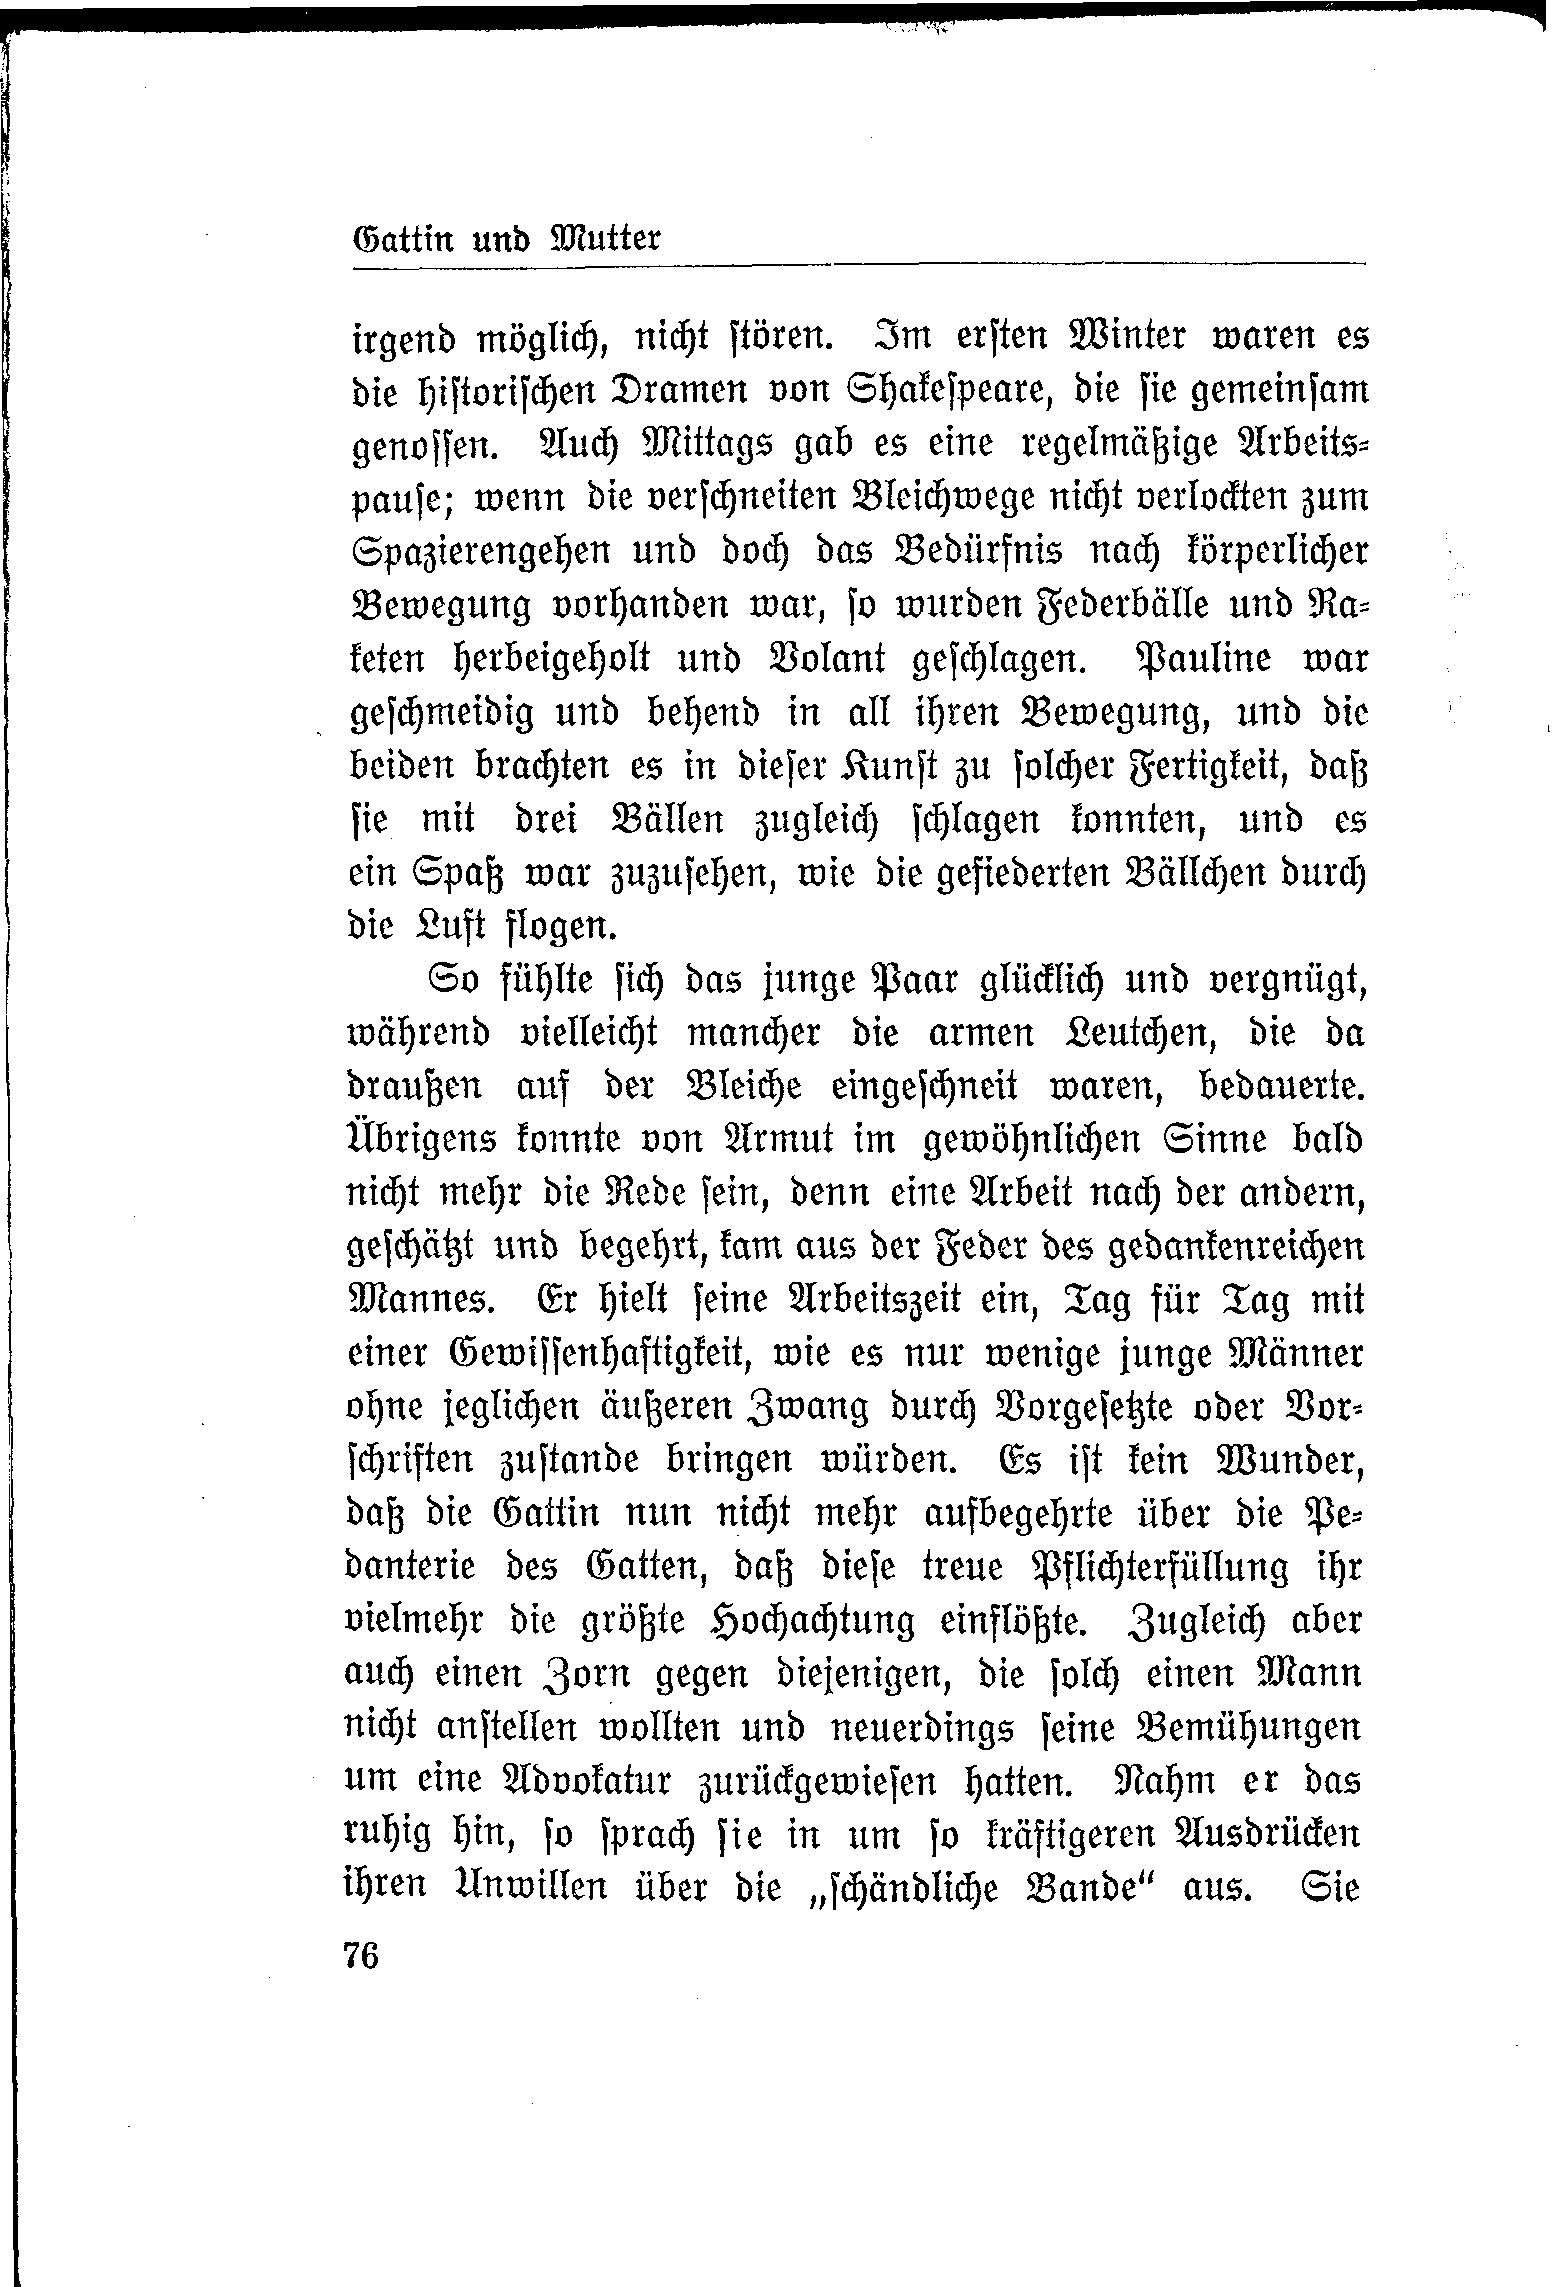 Gattin und Mutter
irgend möglich, nicht stören. Im ersten Winter waren es
die historischen Dramen von Shakespeare, die sie gemeinsam
genossen. Auch Mittags gab es eine regelmäßige Arbeits-
pause; wenn die verschneiten Bleichwege nicht verlockten zum
Spazierengehen und doch das Bedürfnis nach körperlicher
Bewegung vorhanden war, so wurden Federbälle und Ra-
keten herbeigeholt und Volant geschlagen. Pauline war
geschmeidig und behend in all ihren Bewegung, und die
beiden brachten es in dieser Kunst zu solcher Fertigkeit, daß
sie mit drei Bällen zugleich schlagen konnten, und es
ein Spaß war zuzusehen, wie die gefiederten Bällchen durch
die Luft flogen.
So fühlte sich das junge Paar glücklich und vergnügt,
während vielleicht mancher die armen Leutchen, die da
draußen auf der Bleiche eingeschneit waren, bedauerte.
Übrigens konnte von Armut im gewöhnlichen Sinne bald
nicht mehr die Rede sein, denn eine Arbeit nach der andern,
geschätzt und begehrt, kam aus der Feder des gedankenreichen
Mannes. Er hielt seine Arbeitszeit ein, Tag für Tag mit
einer Gewissenhaftigkeit, wie es nur wenige junge Männer
ohne jeglichen äußeren Zwang durch Vorgesetzte oder Vor-
schriften zustande bringen würden. Es ist kein Wunder,
daß die Gattin nun nicht mehr aufbegehrte über die Pe-
danterie des Gatten, daß diese treue Pflichterfüllung ihr
vielmehr die größte Hochachtung einflößte. Zugleich aber
auch einen Zorn gegen diejenigen, die solch einen Mann
nicht anstellen wollten und neuerdings seine Bemühungen
um eine Advokatur zurückgewiesen hatten. Nahm er das
ruhig hin, so sprach sie in um so kräftigeren Ausdrücken
ihren Unwillen über die „schändliche Bande“ aus. Sie
76